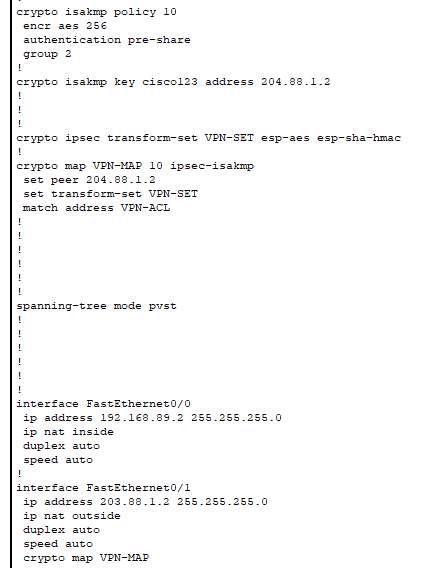 !
crypto isakmp policy 10
encr aes 256
authentication pre-share
group 2
!
crypto isakmp key cisco123 address 204.88.1.2
!
!
!
crypto ipsec transform-set VPN-SET esp-aes esp-sha-hmac
!
crypto map VPN-MAP 10 ipsec-isakmp
set peer 204.88.1.2
set transform-set VPN-SET
match address VPN-ACL
!
!
!
!
!
!
spanning-tree mode pvst
!
!
!
!
!
!
interface FastEthernet0/0
ip address 192.168.89.2 255.255.255.0
ip nat inside
duplex auto
speed auto
!
interface FastEthernet0/1
ip address 203.88.1.2 255.255.255.0
ip nat outside
duplex auto
speed auto
crypto map VPN-MAP